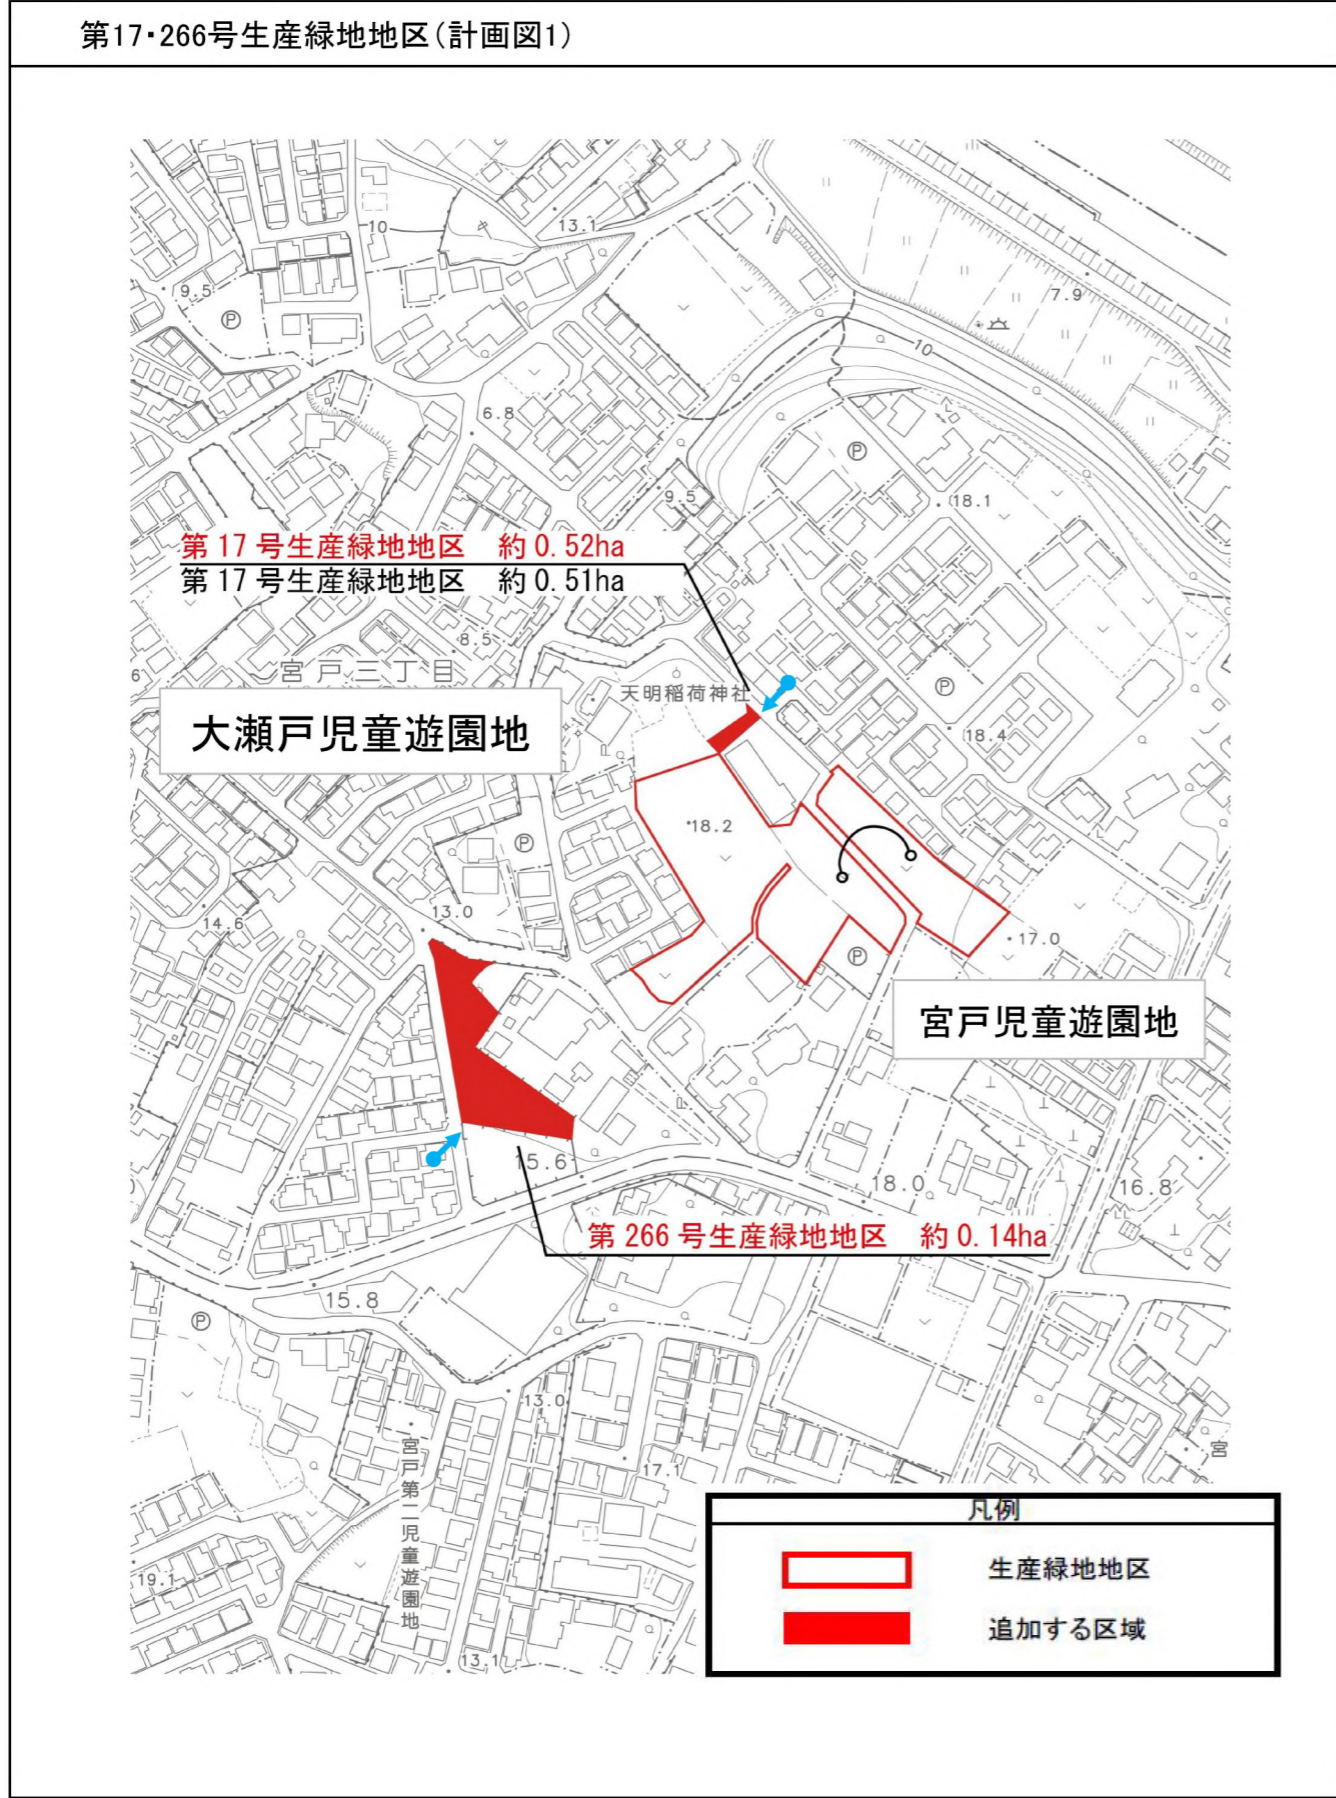 第17・266号生産緑地地区(計画図1)
10
13.1
9.5
P
7.9
10
6.8
P
9.5
18.1
第17号生産緑地地区 約0.52ha
第17号生産緑地地区 約0.51ha
8.5
宮戸三丁目
6
天明稲荷神社
P
大瀬戸児童遊園地
18.4
18.2
P
13.0
14.6
17.0
P
宮戸児童遊園地
15.6
18.0
16.8
第266号生産緑地地区 約0.14ha
15.8
P
13.0
宮戸第二児童遊園地
宮
17.1
凡例
生産緑地地区
19.1
追加する区域
13.1